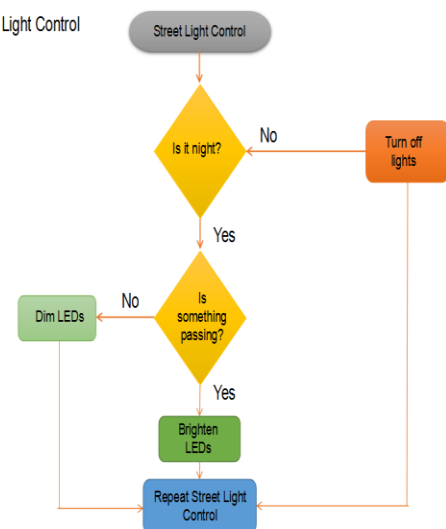 Light Control
Street Light Control
Is it night?
No
Turn off
lights
Yes
Is
something
passing?
No
Dim LEDs
Yes
Brighten
LEDs
Repeat Street Light
Control